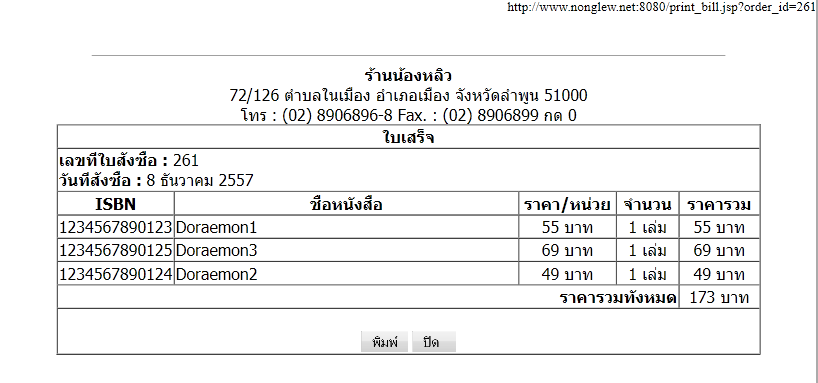 http://www.nonglew.net:8080/print_bill.jsp?order_id=261
ร้านน้องหลิว
72/126 ตำบลในเมือง อำเภอเมือง จังหวัดลำพูน 51000
โทร : (02) 8906896-8 Fax. : (02) 8906899 กด 0
ใบเสร็จ
เลขที่ใบสั่งซื้อ : 261
วันที่สั่งซื้อ : 8 ธันวาคม 2557
ISBN ชื่อหนังสือ ราคา/หน่วย จำนวน ราคารวม
1234567890123 Doraemon1 55 บาท 1 เล่ม 55 บาท
1234567890125 Doraemon3 69 บาท 1 เล่ม 69 บาท
1234567890124 Doraemon2 49 บาท 1 เล่ม 49 บาท
ราคารวมทั้งหมด 173 บาท
พิมพ์ ปิด